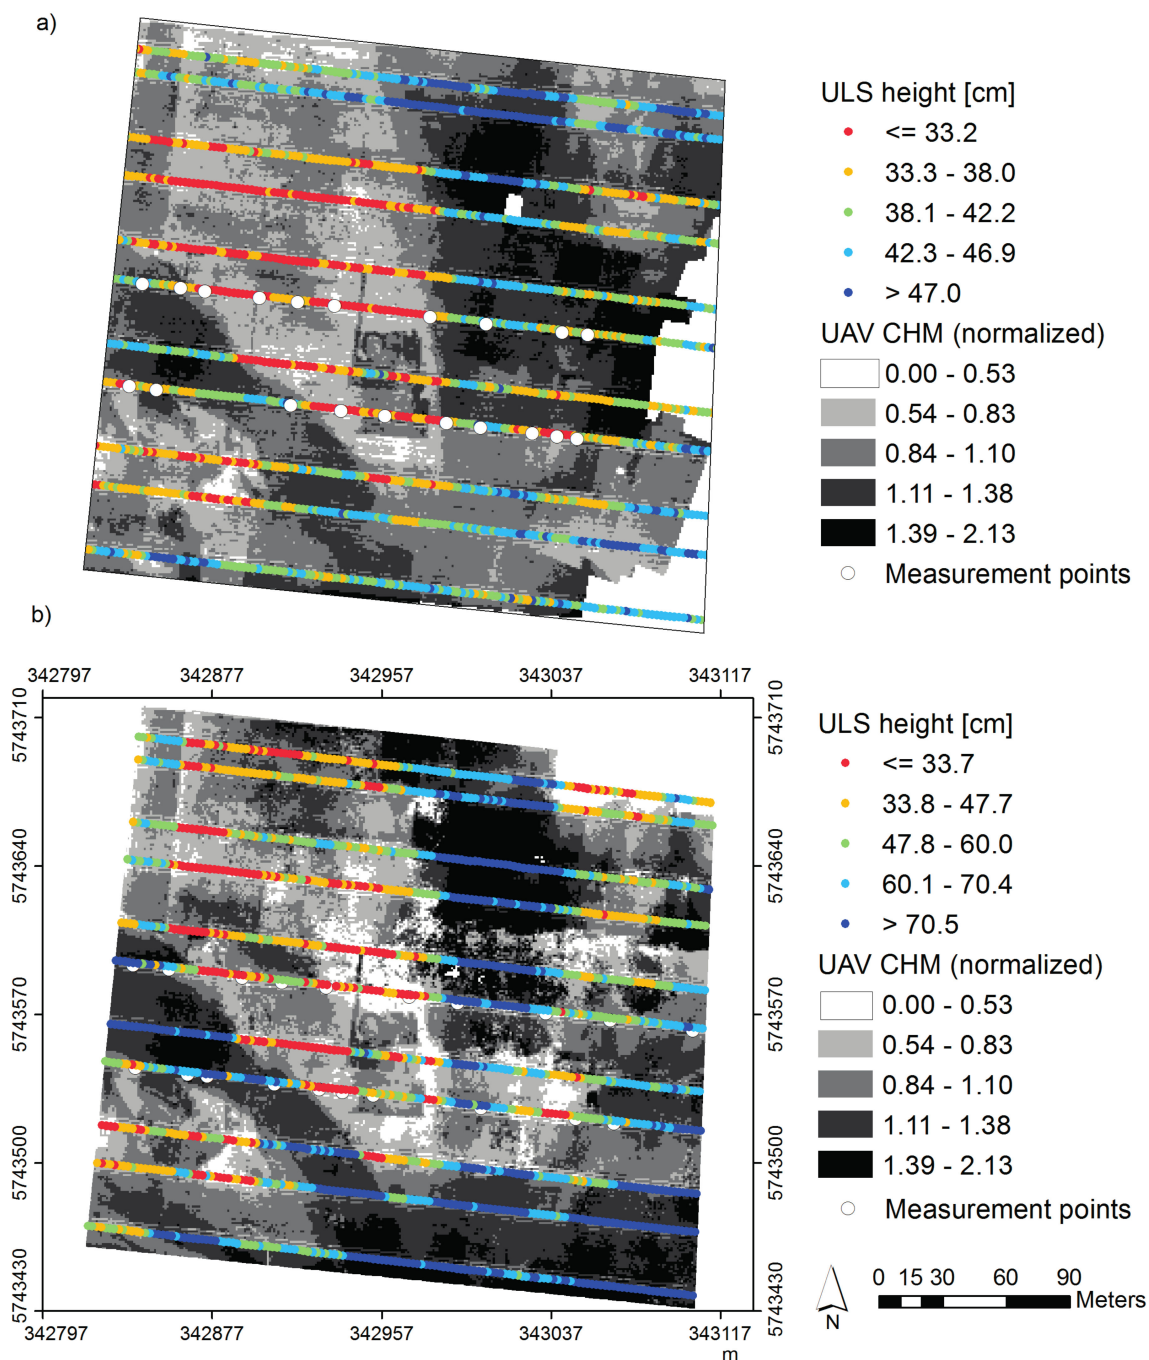 a)
ULS height [cm]
<= 33.2
33.3 - 38.0
38.1 - 42.2
42.3 - 46.9
> 47.0
UAV CHM (normalized)
0.00 - 0.53
0.54 - 0.83
0.84 - 1.10
1.11 - 1.38
1.39 - 2.13
Measurement points
b)
342797 342877 342957 343037 343117
5743710 5743710
5743640 5743640
5743570 5743570
5743500 5743500
5743430 5743430
342797 342877 342957 343037 343117
m
ULS height [cm]
<= 33.7
33.8 - 47.7
47.8 - 60.0
60.1 - 70.4
> 70.5
UAV CHM (normalized)
0.00 - 0.53
0.54 - 0.83
0.84 - 1.10
1.11 - 1.38
1.39 - 2.13
Measurement points
N
0 15 30 60 90
Meters